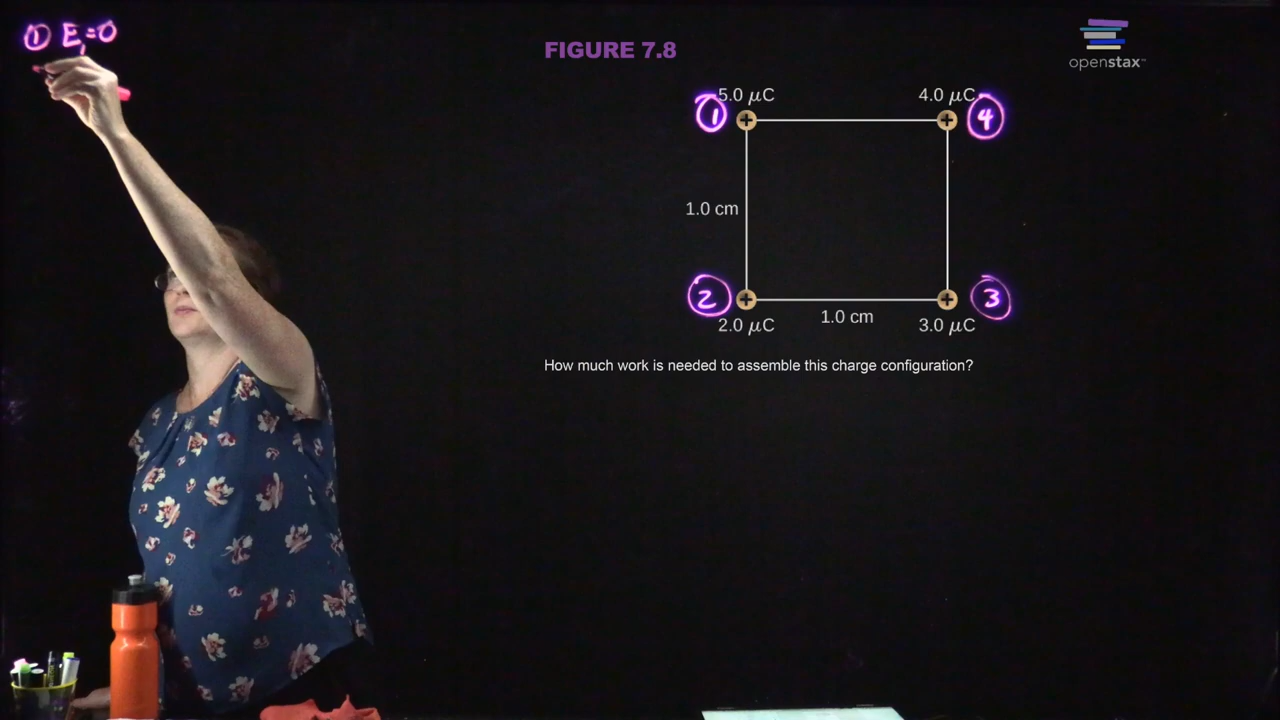 ① E₁=0
FIGURE 7.8
openstax™
5.0 μC
4.0 μC
①
④
1.0 cm
②
③
2.0 μC
1.0 cm
3.0 μC
How much work is needed to assemble this charge configuration?